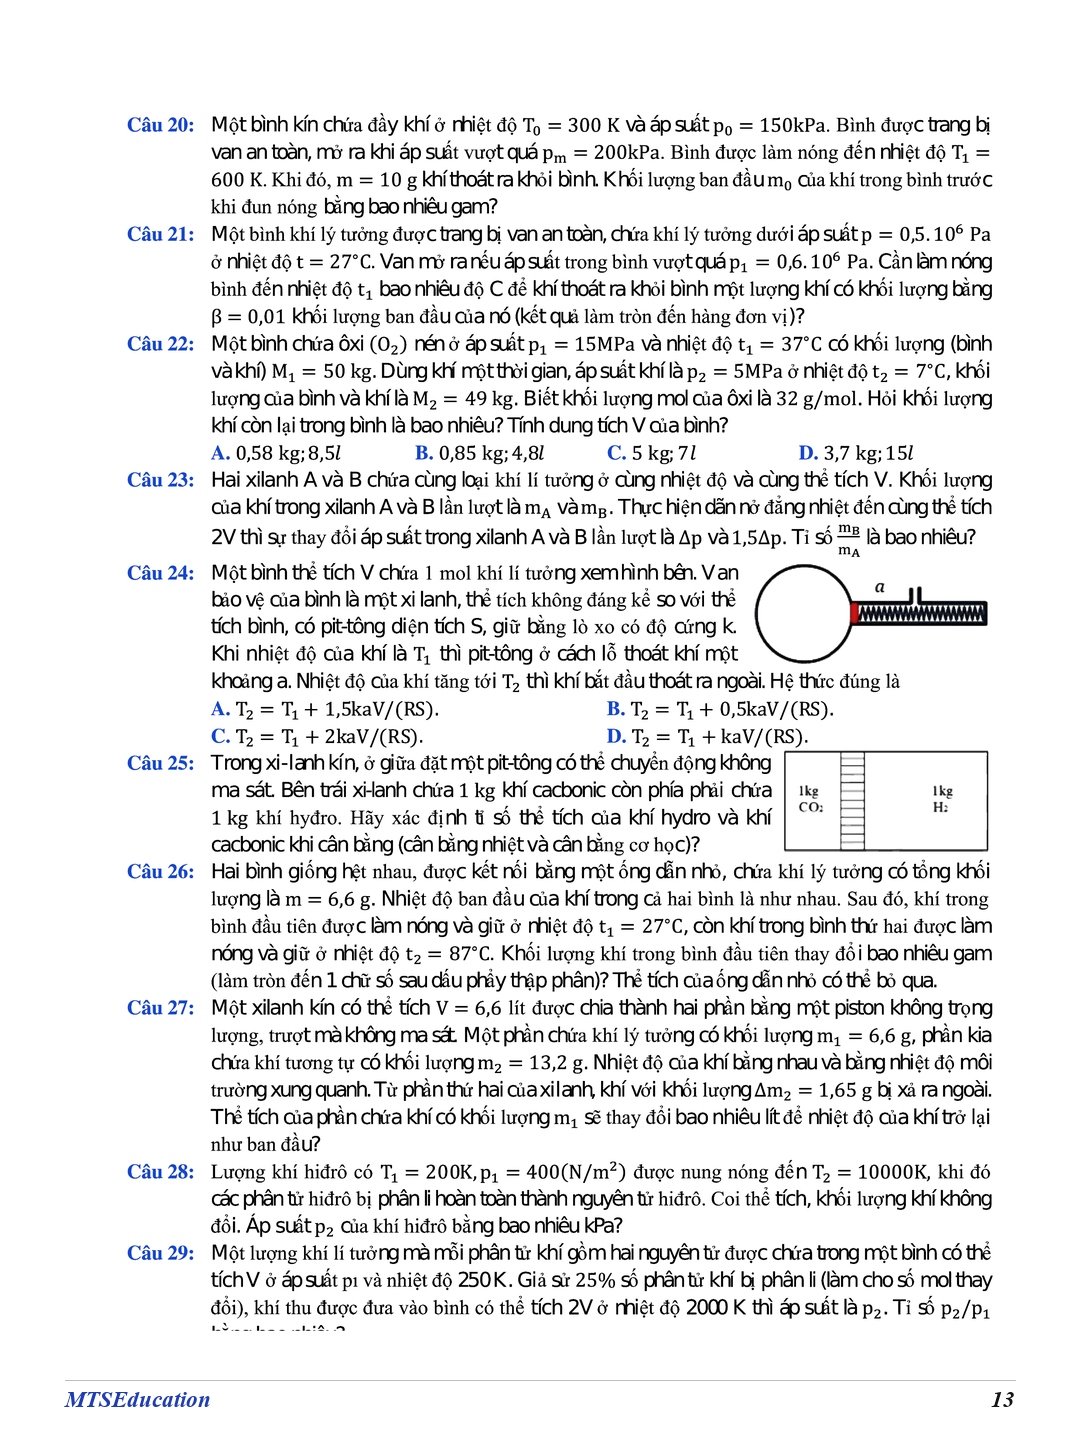 Câu 20: Một bình kín chứa đầy khí ở nhiệt độ T₀ = 300 K và áp suất p₀ = 150kPa. Bình được trang bị
van an toàn, mở ra khi áp suất vượt quá pₘ = 200kPa. Bình được làm nóng đến nhiệt độ T₁ =
600 K. Khi đó, m = 10 g khí thoát ra khỏi bình. Khối lượng ban đầu m₀ của khí trong bình trước
khi đun nóng bằng bao nhiêu gam?
Câu 21: Một bình khí lý tưởng được trang bị van an toàn, chứa khí lý tưởng dưới áp suất p = 0,5. 10⁶ Pa
ở nhiệt độ t = 27°C. Van mở ra nếu áp suất trong bình vượt quá p₁ = 0,6. 10⁶ Pa. Cần làm nóng
bình đến nhiệt độ t₁ bao nhiêu độ C để khí thoát ra khỏi bình một lượng khí có khối lượng bằng
β = 0,01 khối lượng ban đầu của nó (kết quả làm tròn đến hàng đơn vị)?
Câu 22: Một bình chứa ôxi (O₂) nén ở áp suất p₁ = 15MPa và nhiệt độ t₁ = 37°C có khối lượng (bình
và khí) M₁ = 50 kg. Dùng khí một thời gian, áp suất khí là p₂ = 5MPa ở nhiệt độ t₂ = 7°C, khối
lượng của bình và khí là M₂ = 49 kg. Biết khối lượng mol của ôxi là 32 g/mol. Hỏi khối lượng
khí còn lại trong bình là bao nhiêu? Tính dung tích V của bình?
A. 0,58 kg; 8,5l B. 0,85 kg; 4,8l C. 5 kg; 7l D. 3,7 kg; 15l
Câu 23: Hai xilanh A và B chứa cùng loại khí lí tưởng ở cùng nhiệt độ và cùng thể tích V. Khối lượng
của khí trong xilanh A và B lần lượt là m_A và m_B. Thực hiện dãn nở đẳng nhiệt đến cùng thể tích
2V thì sự thay đổi áp suất trong xilanh A và B lần lượt là Δp và 1,5Δp. Tỉ số m_B/m_A là bao nhiêu?
Câu 24: Một bình thể tích V chứa 1 mol khí lí tưởng xem hình bên. Van
bảo vệ của bình là một xi lanh, thể tích không đáng kể so với thể
tích bình, có pit-tông diện tích S, giữ bằng lò xo có độ cứng k.
Khi nhiệt độ của khí là T₁ thì pit-tông ở cách lỗ thoát khí một
khoảng a. Nhiệt độ của khí tăng tới T₂ thì khí bắt đầu thoát ra ngoài. Hệ thức đúng là
a
A. T₂ = T₁ + 1,5kaV/(RS). B. T₂ = T₁ + 0,5kaV/(RS).
C. T₂ = T₁ + 2kaV/(RS). D. T₂ = T₁ + kaV/(RS).
Câu 25: Trong xi-lanh kín, ở giữa đặt một pit-tông có thể chuyển động không
ma sát. Bên trái xi-lanh chứa 1 kg khí cacbonic còn phía phải chứa
1 kg khí hyđro. Hãy xác định tỉ số thể tích của khí hydro và khí
cacbonic khi cân bằng (cân bằng nhiệt và cân bằng cơ học)?
1kg
CO₂
1kg
H₂
Câu 26: Hai bình giống hệt nhau, được kết nối bằng một ống dẫn nhỏ, chứa khí lý tưởng có tổng khối
lượng là m = 6,6 g. Nhiệt độ ban đầu của khí trong cả hai bình là như nhau. Sau đó, khí trong
bình đầu tiên được làm nóng và giữ ở nhiệt độ t₁ = 27°C, còn khí trong bình thứ hai được làm
nóng và giữ ở nhiệt độ t₂ = 87°C. Khối lượng khí trong bình đầu tiên thay đổi bao nhiêu gam
(làm tròn đến 1 chữ số sau dấu phẩy thập phân)? Thể tích của ống dẫn nhỏ có thể bỏ qua.
Câu 27: Một xilanh kín có thể tích V = 6,6 lít được chia thành hai phần bằng một piston không trọng
lượng, trượt mà không ma sát. Một phần chứa khí lý tưởng có khối lượng m₁ = 6,6 g, phần kia
chứa khí tương tự có khối lượng m₂ = 13,2 g. Nhiệt độ của khí bằng nhau và bằng nhiệt độ môi
trường xung quanh. Từ phần thứ hai của xilanh, khí với khối lượng Δm₂ = 1,65 g bị xả ra ngoài.
Thể tích của phần chứa khí có khối lượng m₁ sẽ thay đổi bao nhiêu lít để nhiệt độ của khí trở lại
như ban đầu?
Câu 28: Lượng khí hiđrô có T₁ = 200K, p₁ = 400(N/m²) được nung nóng đến T₂ = 10000K, khi đó
các phân tử hiđrô bị phân li hoàn toàn thành nguyên tử hiđrô. Coi thể tích, khối lượng khí không
đổi. Áp suất p₂ của khí hiđrô bằng bao nhiêu kPa?
Câu 29: Một lượng khí lí tưởng mà mỗi phân tử khí gồm hai nguyên tử được chứa trong một bình có thể
tích V ở áp suất p₁ và nhiệt độ 250 K. Giả sử 25% số phân tử khí bị phân li (làm cho số mol thay
đổi), khí thu được đưa vào bình có thể tích 2V ở nhiệt độ 2000 K thì áp suất là p₂. Tỉ số p₂/p₁
bằng bao nhiêu?
MTSEducation 13